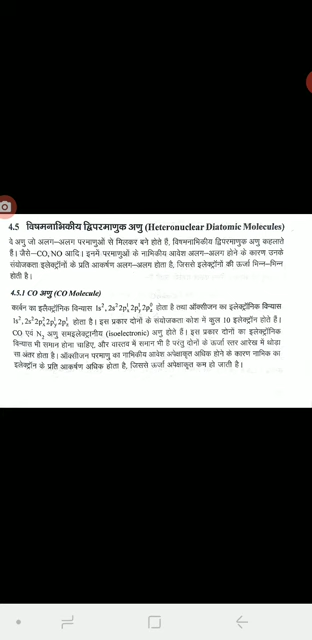 4.5 विषमनाभिकीय द्विपरमाणुक अणु (Heteronuclear Diatomic Molecules)
वे अणु जो अलग-अलग परमाणुओं से मिलकर बने होते हैं, विषमनाभिकीय द्विपरमाणुक अणु कहलाते
हैं। जैसे–CO, NO आदि। इनमे परमाणुओं के नाभिकीय आवेश अलग-अलग होने के कारण उनके
संयोजकता इलेक्ट्रॉनों के प्रति आकर्षण अलग-अलग होता है, जिससे इलेक्ट्रॉनों की ऊर्जा भिन्न-भिन्न
होती है।
4.5.1 CO अणु (CO Molecule)
कार्बन का इलैक्ट्रॉनिक विन्यास 1s², 2s² 2p¹ₓ 2p¹ᵧ 2p⁰_z होता है तथा ऑक्सीजन का इलेक्ट्रॉनिक विन्यास
1s², 2s² 2p²ₓ 2p¹ᵧ 2p¹_z होता है। इस प्रकार दोनों के संयोजकता कोश में कुल 10 इलेक्ट्रॉन होते हैं।
CO एवं N₂ अणु समइलेक्ट्रानीय (isoelectronic) अणु होते हैं। इस प्रकार दोनों का इलेक्ट्रॉनिक
विन्यास भी समान होना चाहिए, और वास्तव में समान भी है परंतु दोनों के ऊर्जा स्तर आरेख में थोडा
सा अंतर होता है। ऑक्सीजन परमाणु का नाभिकीय आवेश अपेक्षाकृत अधिक होने के कारण नाभिक का
इलेक्ट्रॉन के प्रति आकर्षण अधिक होता है, जिससे ऊर्जा अपेक्षाकृत कम हो जाती है।